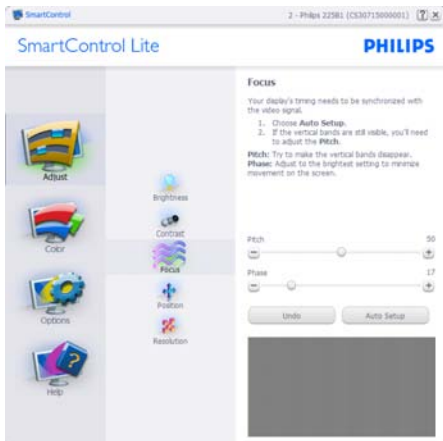 SmartControl
2 - Philips 225B1 (CS30715000001)
SmartControl Lite
PHILIPS
Adjust
Color
Options
Help
Brightness
Contrast
Focus
Position
Resolution
Focus
Your display's timing needs to be synchronized with
the video signal.
1. Choose Auto Setup.
2. If the vertical bands are still visible, you'll need
to adjust the Pitch.
Pitch: Try to make the vertical bands disappear.
Phase: Adjust to the brightest setting to minimize
movement on the screen.
Pitch 50
Phase 17
Undo Auto Setup